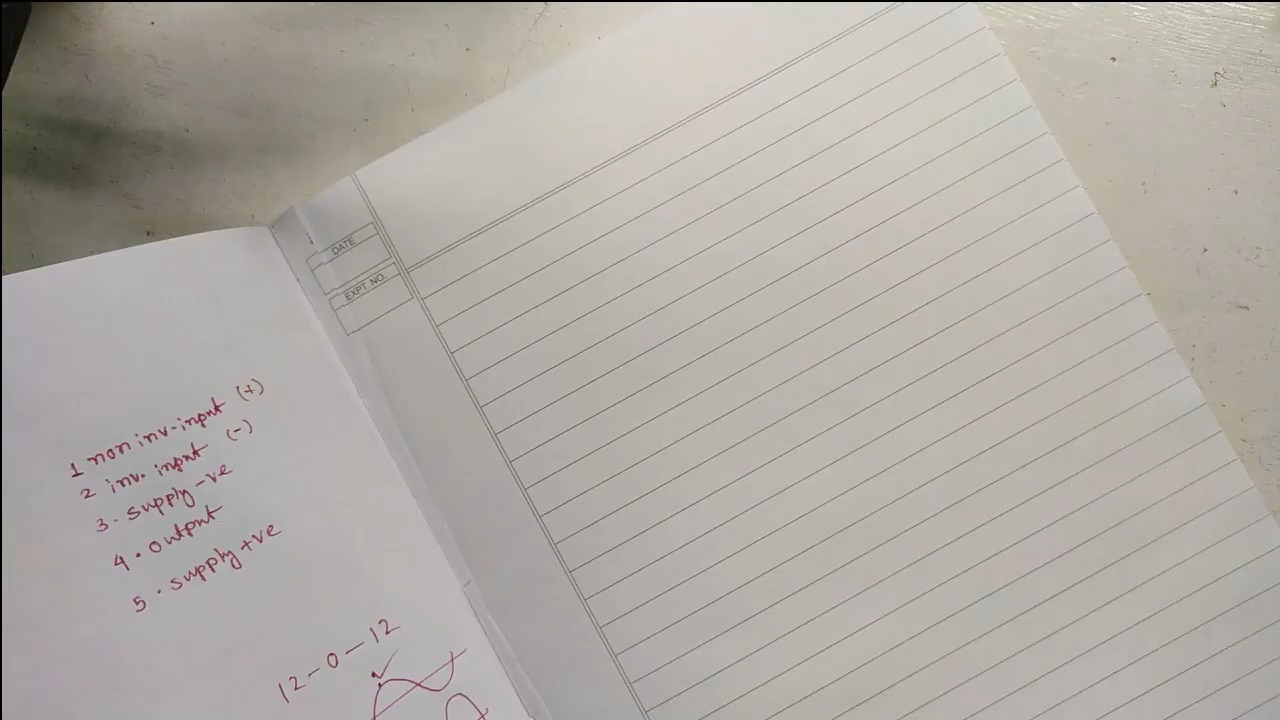 1 non inv-input (+)
2 inv. input (-)
3. supply -ve
4. output
5. supply +ve
12-0-12
DATE
EXPT. NO.